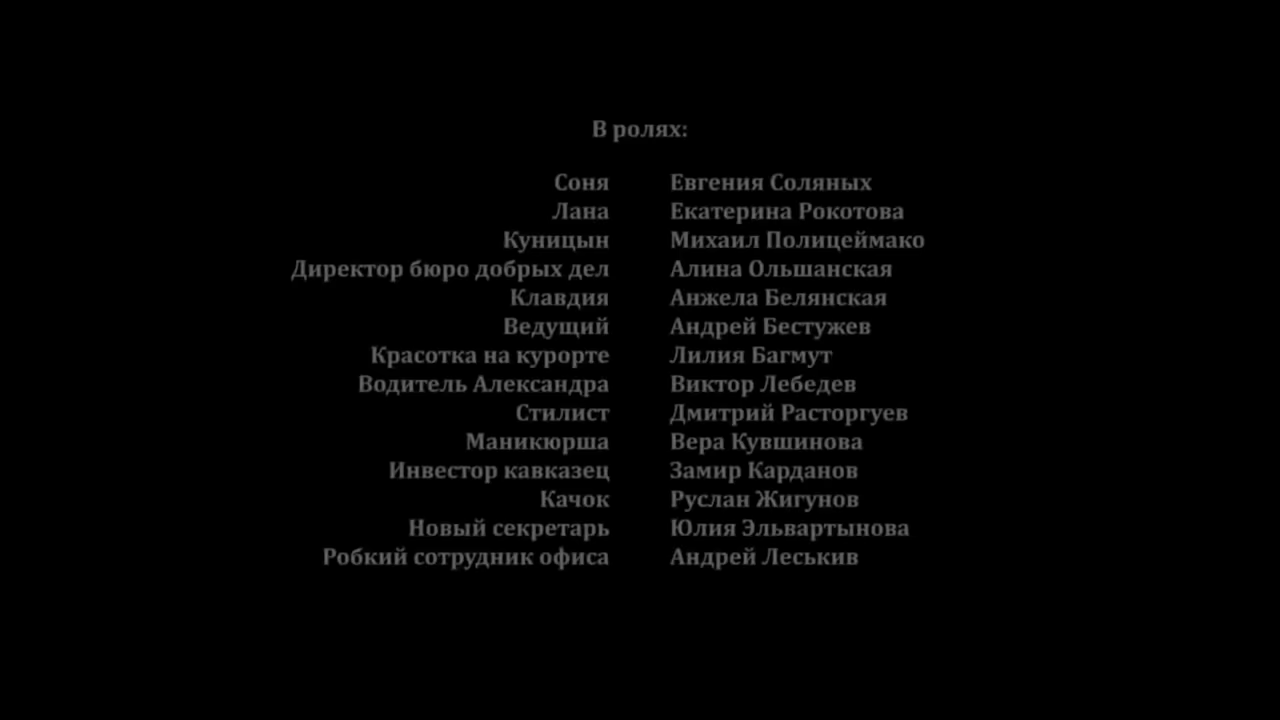 В ролях:
Соня Евгения Соляных
Лана Екатерина Рокотова
Куницын Михаил Полицеймако
Директор бюро добрых дел Алина Ольшанская
Клавдия Анжела Белянская
Ведущий Андрей Бестужев
Красотка на курорте Лилия Багмут
Водитель Александра Виктор Лебедев
Стилист Дмитрий Расторгуев
Маникюрша Вера Кувшинова
Инвестор кавказец Замир Карданов
Качок Руслан Жигунов
Новый секретарь Юлия Эльвартынова
Робкий сотрудник офиса Андрей Леськив